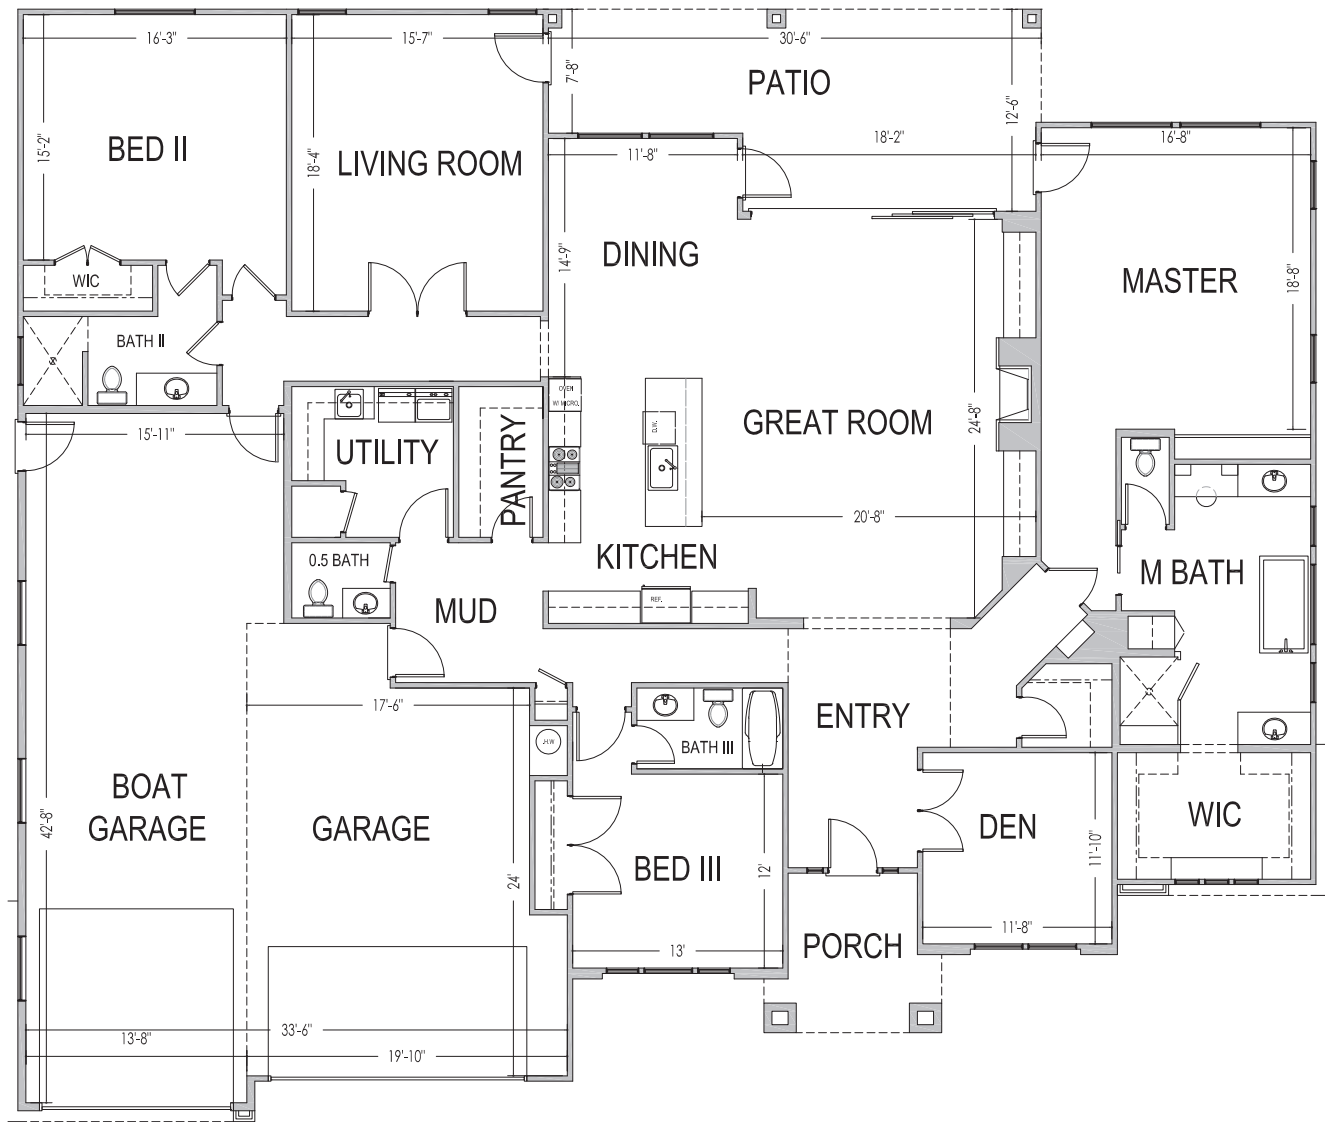 16'-3"
15'-7"
30'-6"
7'-8"
PATIO
12'-6"
18'-2"
16'-8"
11'-8"
15'-2"
BED II
18'-4"
LIVING ROOM
14'-9"
DINING
WIC
MASTER
18'-8"
BATH II
OVEN
W/ MICRO.
D.W.
GREAT ROOM
24'-8"
15'-11"
UTILITY
PANTRY
20'-8"
0.5 BATH
KITCHEN
M BATH
REF.
MUD
17'-6"
ENTRY
H.W
BATH III
BOAT
GARAGE
42'-8"
GARAGE
24'
BED III
12'
DEN
11'-10"
WIC
13'
PORCH
11'-8"
13'-8"
33'-6"
19'-10"